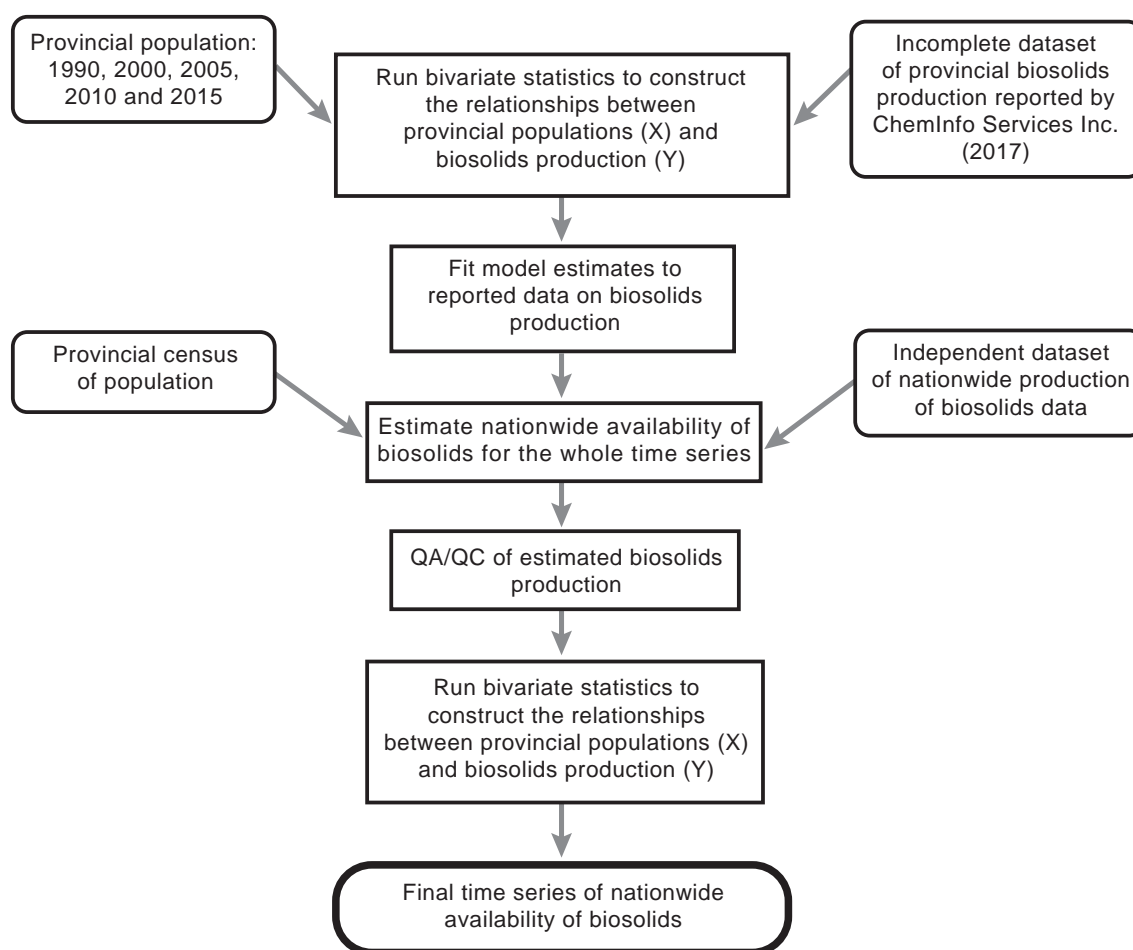 Provincial population:
1990, 2000, 2005,
2010 and 2015
Run bivariate statistics to construct
the relationships between
provincial populations (X) and
biosolids production (Y)
Incomplete dataset
of provincial biosolids
production reported by
ChemInfo Services Inc.
(2017)
Fit model estimates to
reported data on biosolids
production
Provincial census
of population
Independent dataset
of nationwide production
of biosolids data
Estimate nationwide availability of
biosolids for the whole time series
QA/QC of estimated biosolids
production
Run bivariate statistics to
construct the relationships
between provincial populations (X)
and biosolids production (Y)
Final time series of nationwide
availability of biosolids